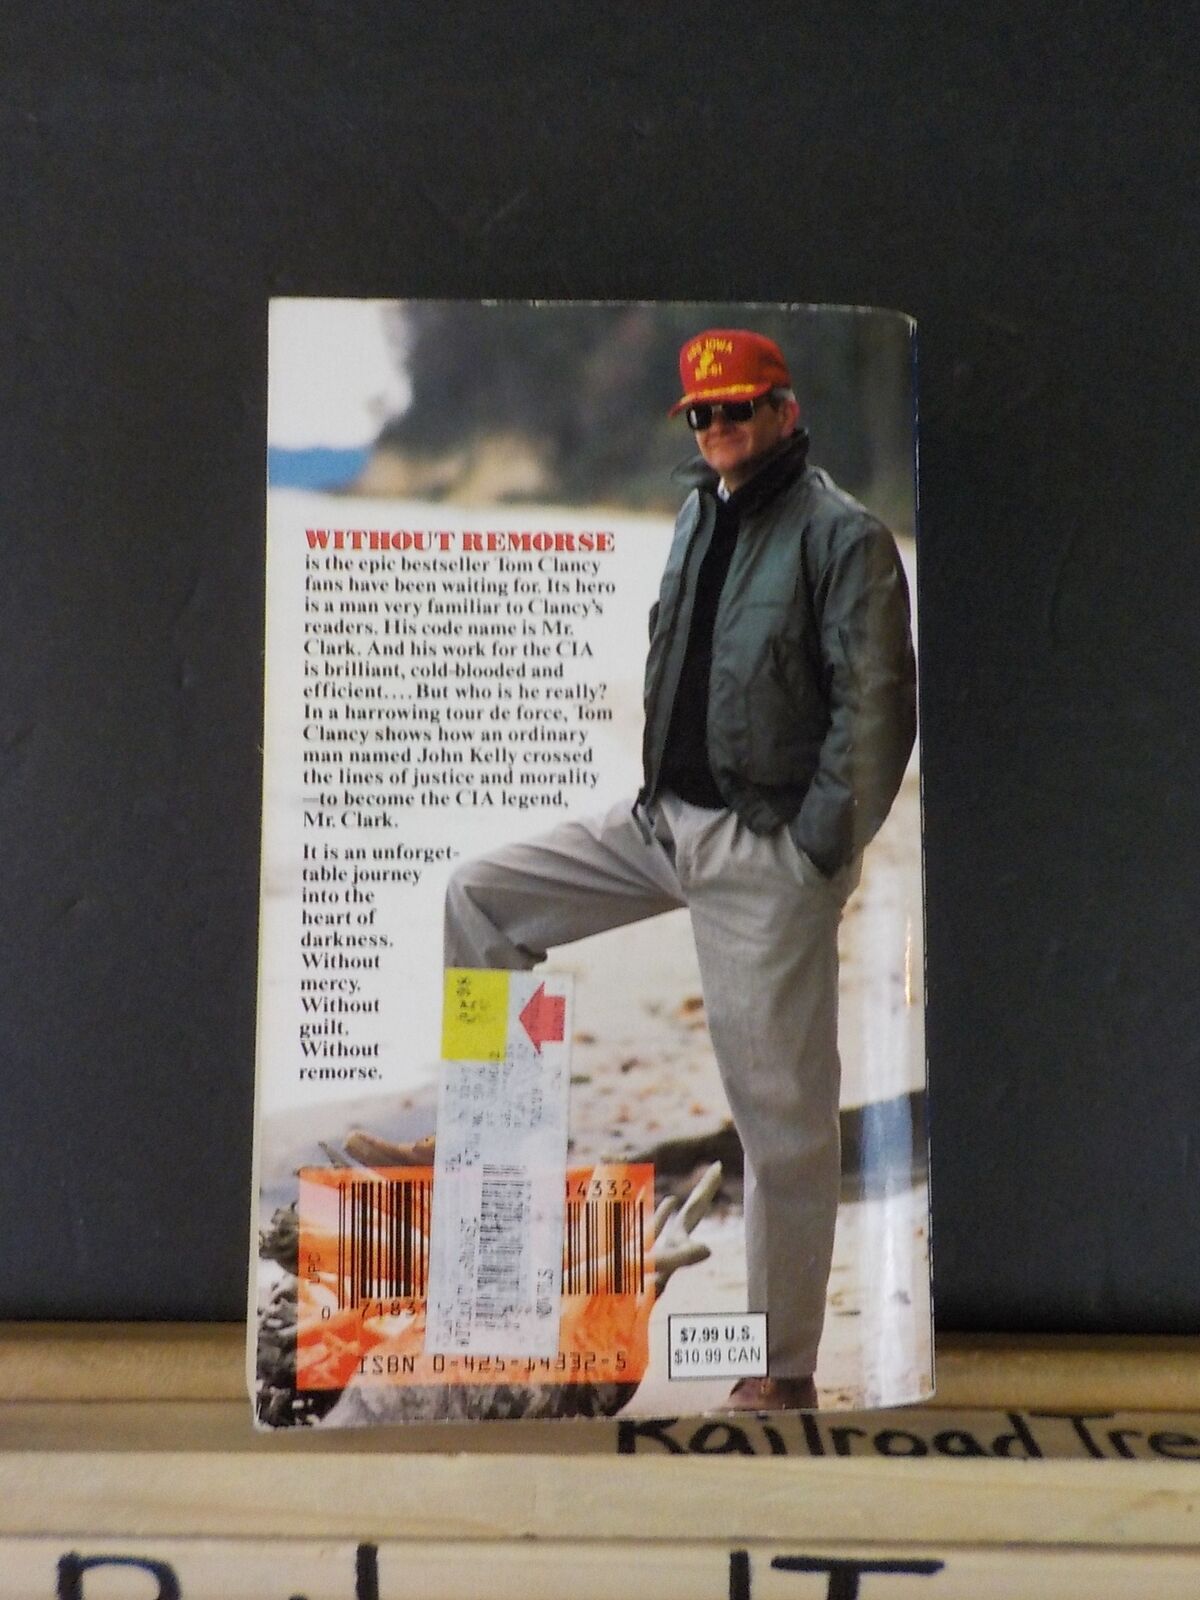 USS IOWA
BB-61
WITHOUT REMORSE
is the epic bestseller Tom Clancy
fans have been waiting for. Its hero
is a man very familiar to Clancy's
readers. His code name is Mr.
Clark. And his work for the CIA
is brilliant, cold-blooded and
efficient.... But who is he really?
In a harrowing tour de force, Tom
Clancy shows how an ordinary
man named John Kelly crossed
the lines of justice and morality
—to become the CIA legend,
Mr. Clark.
It is an unforget-
table journey
into the
heart of
darkness.
Without
mercy.
Without
guilt.
Without
remorse.
14332
UPC
0
71831
NOVELS
ISBN 0-425-14332-5
$7.99 U.S.
$10.99 CAN
Railroad Tre